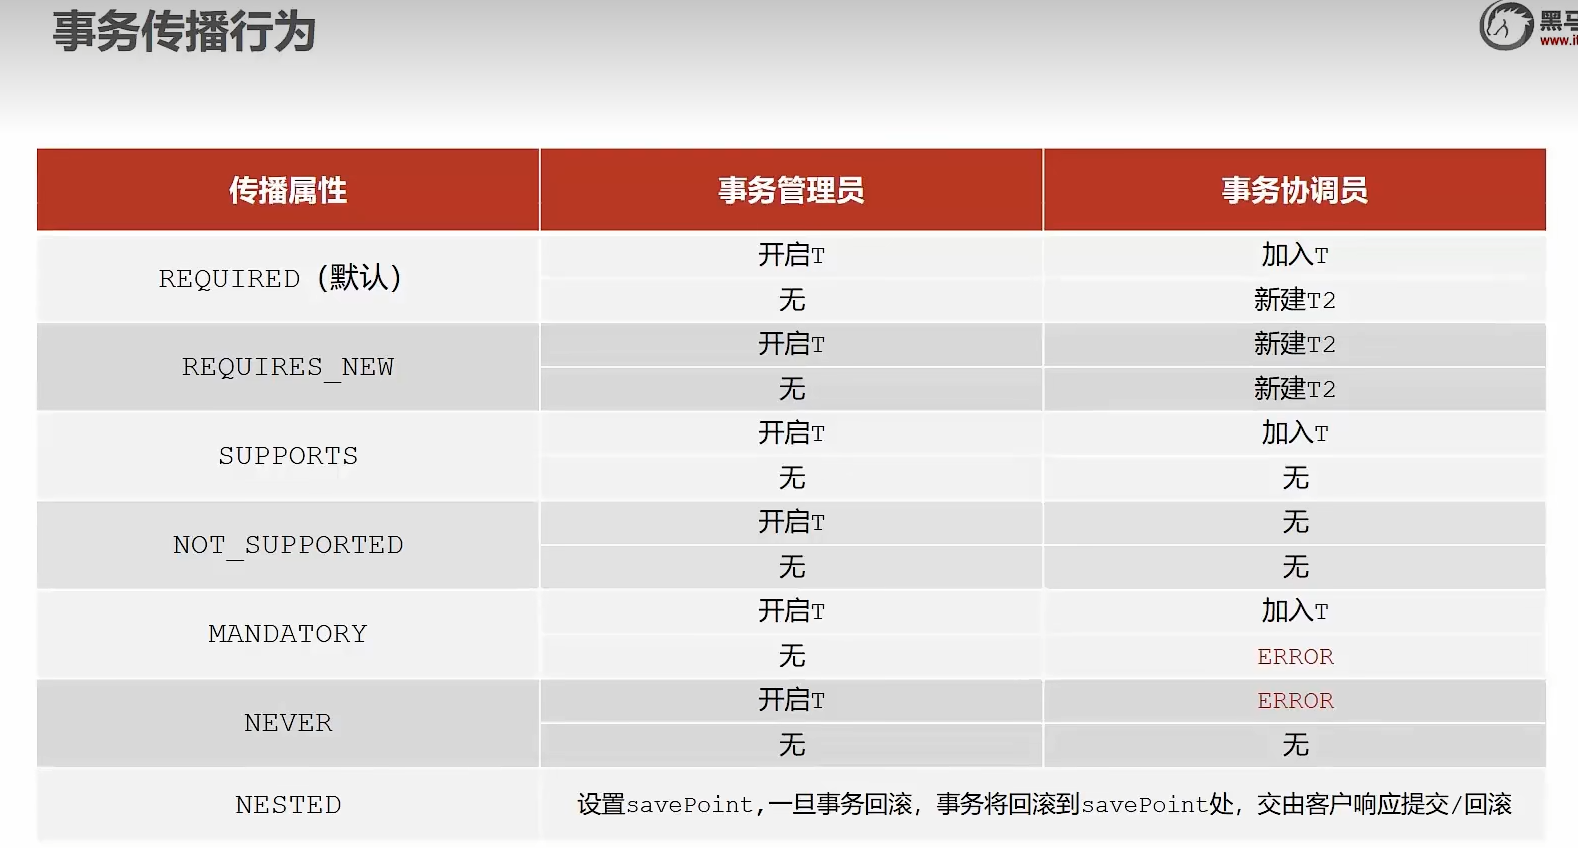 事务传播行为
黑马
www.it
传播属性 事务管理员 事务协调员
REQUIRED（默认） 开启T 加入T
无 新建T2
REQUIRES_NEW 开启T 新建T2
无 新建T2
SUPPORTS 开启T 加入T
无 无
NOT_SUPPORTED 开启T 无
无 无
MANDATORY 开启T 加入T
无 ERROR
NEVER 开启T ERROR
无 无
NESTED 设置savePoint,一旦事务回滚，事务将回滚到savePoint处，交由客户响应提交/回滚